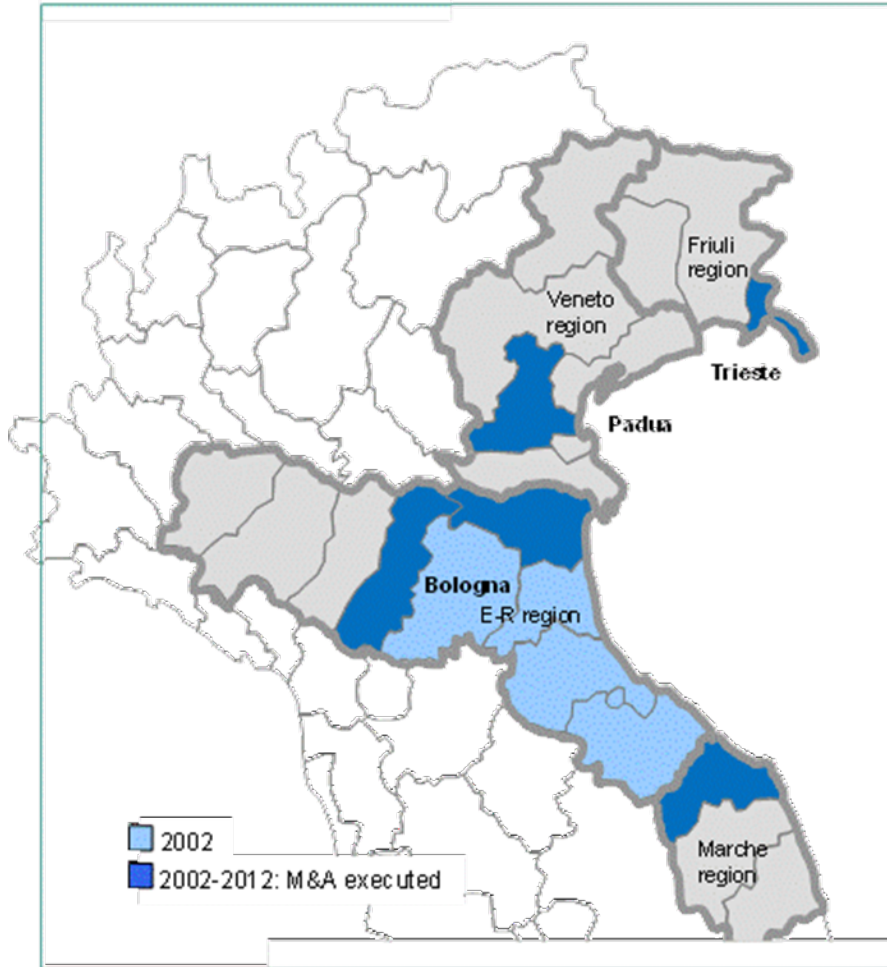 Friuli
region
Veneto
region
Trieste
Padua
Bologna
E-R region
2002
2002-2012: M&A executed
Marche
region